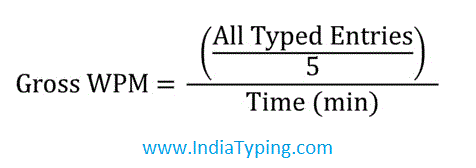 (All Typed Entries / 5)
Gross WPM = ――――――――――
Time (min)
www.IndiaTyping.com